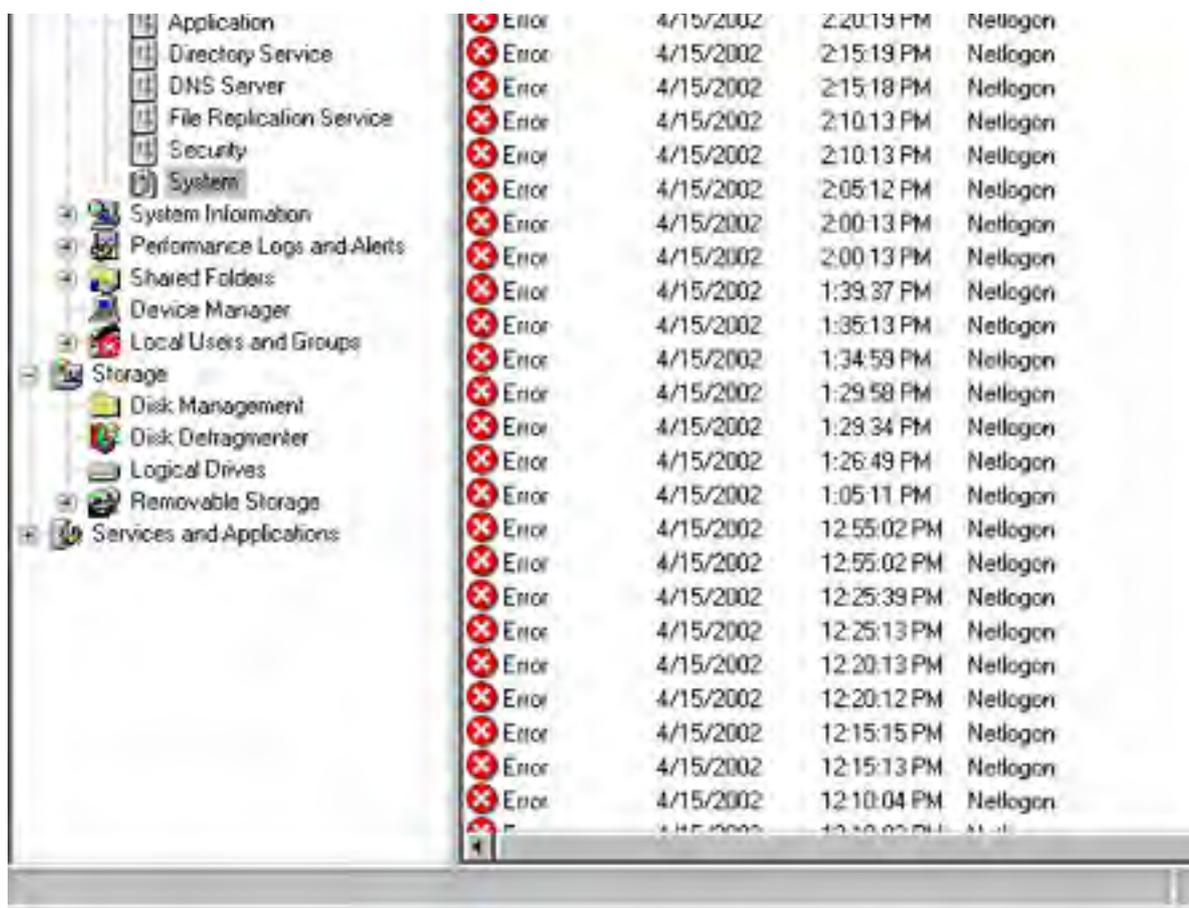 Application
Directory Service
DNS Server
File Replication Service
Security
System
System Information
Performance Logs and Alerts
Shared Folders
Device Manager
Local Users and Groups
Storage
Disk Management
Disk Defragmenter
Logical Drives
Removable Storage
Services and Applications
Error 4/15/2002 2:20:19 PM Netlogon
Error 4/15/2002 2:15:19 PM Netlogon
Error 4/15/2002 2:15:18 PM Netlogon
Error 4/15/2002 2:10:13 PM Netlogon
Error 4/15/2002 2:10:13 PM Netlogon
Error 4/15/2002 2:05:12 PM Netlogon
Error 4/15/2002 2:00:13 PM Netlogon
Error 4/15/2002 2:00:13 PM Netlogon
Error 4/15/2002 1:39:37 PM Netlogon
Error 4/15/2002 1:35:13 PM Netlogon
Error 4/15/2002 1:34:59 PM Netlogon
Error 4/15/2002 1:29:58 PM Netlogon
Error 4/15/2002 1:29:34 PM Netlogon
Error 4/15/2002 1:26:49 PM Netlogon
Error 4/15/2002 1:05:11 PM Netlogon
Error 4/15/2002 12:55:02 PM Netlogon
Error 4/15/2002 12:55:02 PM Netlogon
Error 4/15/2002 12:25:39 PM Netlogon
Error 4/15/2002 12:25:13 PM Netlogon
Error 4/15/2002 12:20:13 PM Netlogon
Error 4/15/2002 12:20:12 PM Netlogon
Error 4/15/2002 12:15:15 PM Netlogon
Error 4/15/2002 12:15:13 PM Netlogon
Error 4/15/2002 12:10:04 PM Netlogon